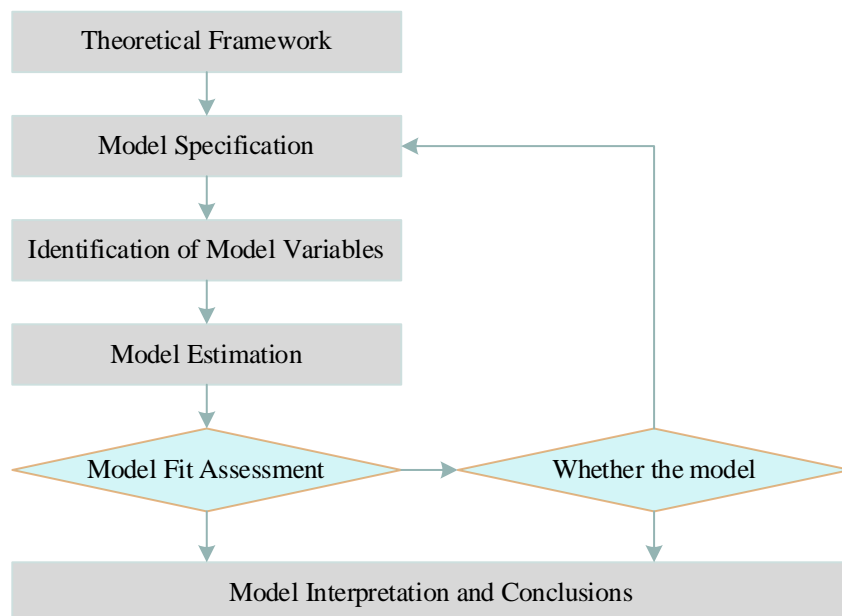 Theoretical Framework
Model Specification
Identification of Model Variables
Model Estimation
Model Fit Assessment
Whether the model
Model Interpretation and Conclusions